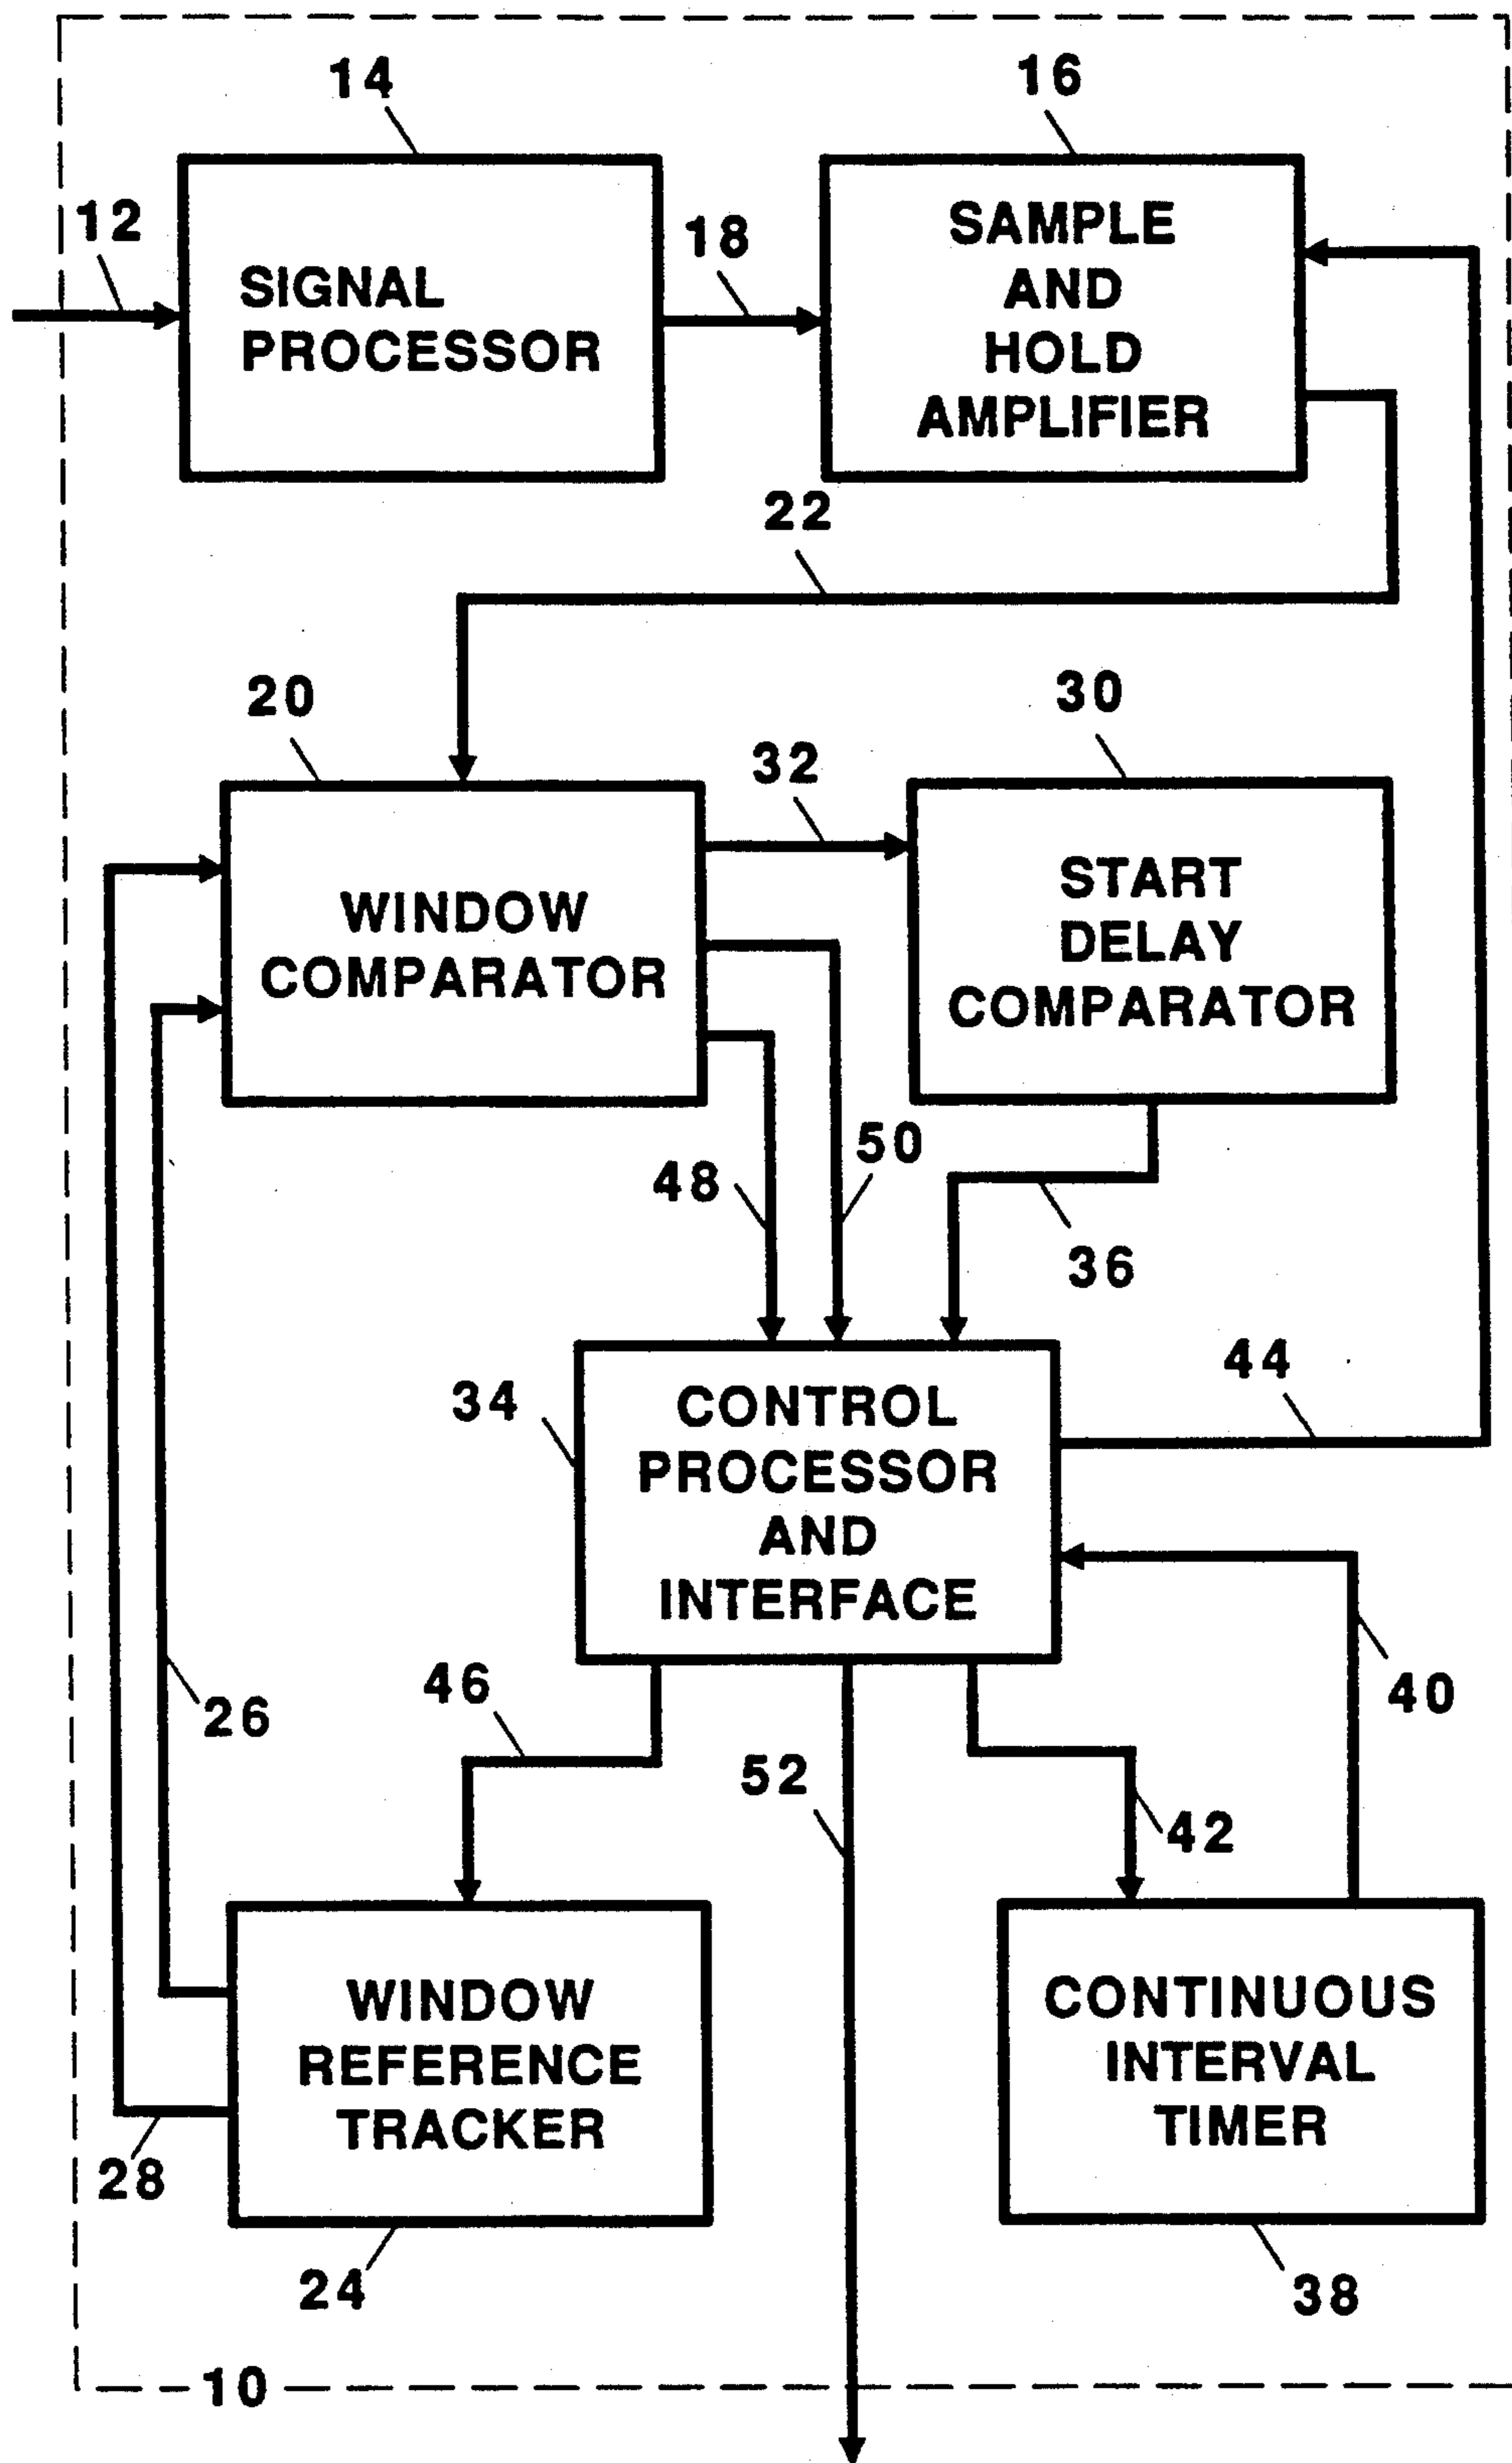 14
16
12
18
SIGNAL
PROCESSOR
SAMPLE
AND
HOLD
AMPLIFIER
22
20
30
32
WINDOW
COMPARATOR
START
DELAY
COMPARATOR
50
48
36
44
34
CONTROL
PROCESSOR
AND
INTERFACE
46
26
40
52
42
WINDOW
REFERENCE
TRACKER
CONTINUOUS
INTERVAL
TIMER
28
24
38
10